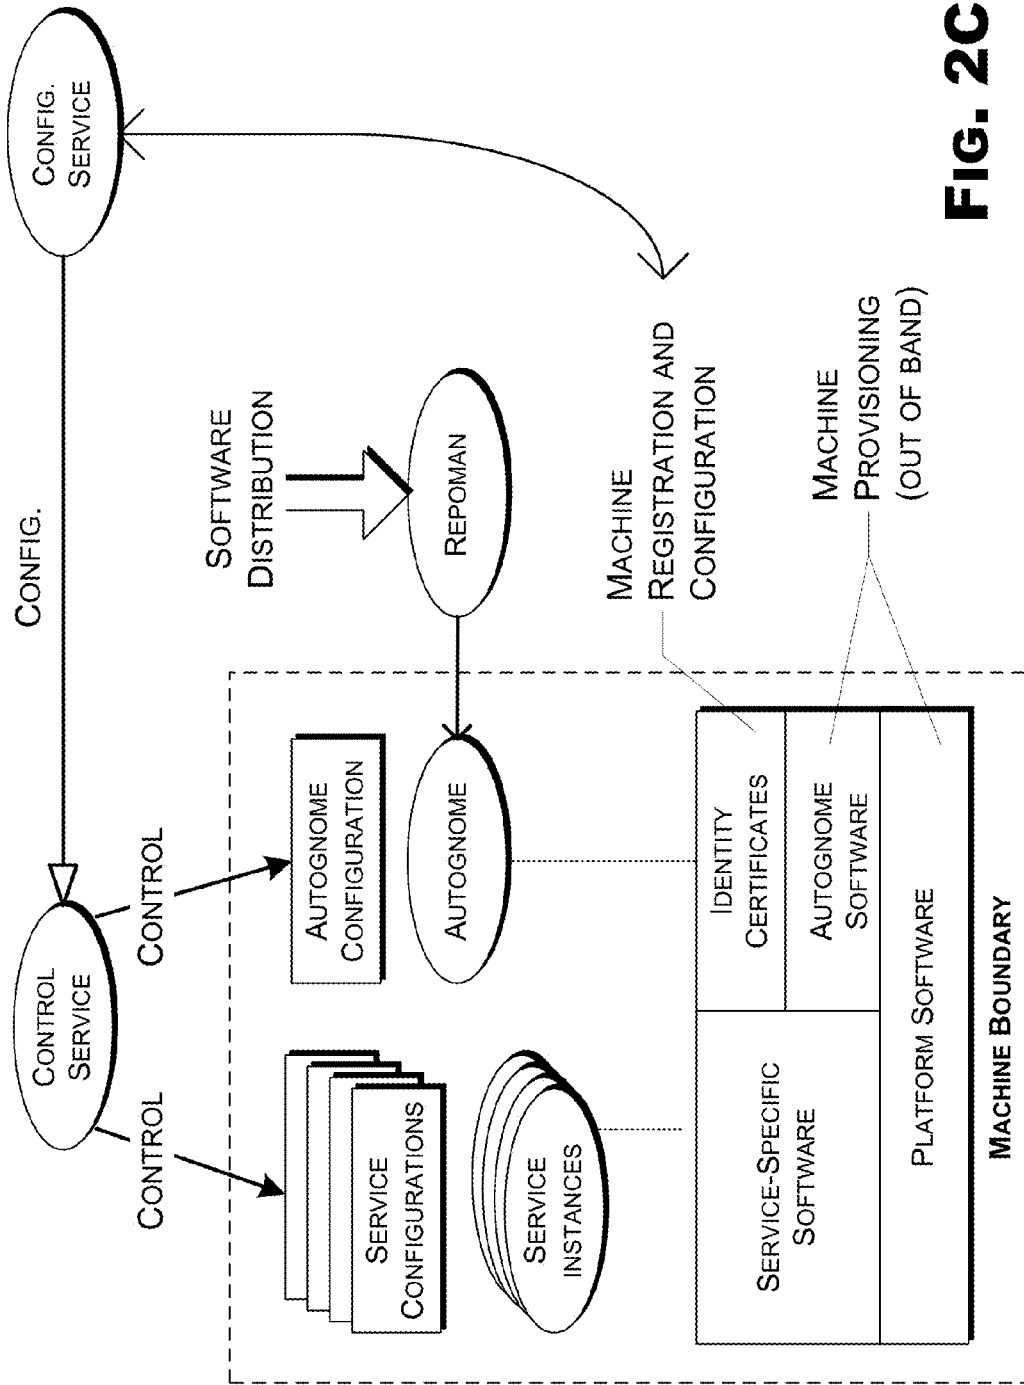 CONTROL
SERVICE
CONFIG.
CONFIG.
SERVICE
CONTROL
CONTROL
SOFTWARE
DISTRIBUTION
SERVICE
CONFIGURATIONS
AUTOGNOME
CONFIGURATION
SERVICE
INSTANCES
AUTOGNOME
REPOMAN
MACHINE
REGISTRATION AND
CONFIGURATION
SERVICE-SPECIFIC
SOFTWARE
IDENTITY
CERTIFICATES
AUTOGNOME
SOFTWARE
MACHINE
PROVISIONING
(OUT OF BAND)
PLATFORM SOFTWARE
MACHINE BOUNDARY
FIG. 2C